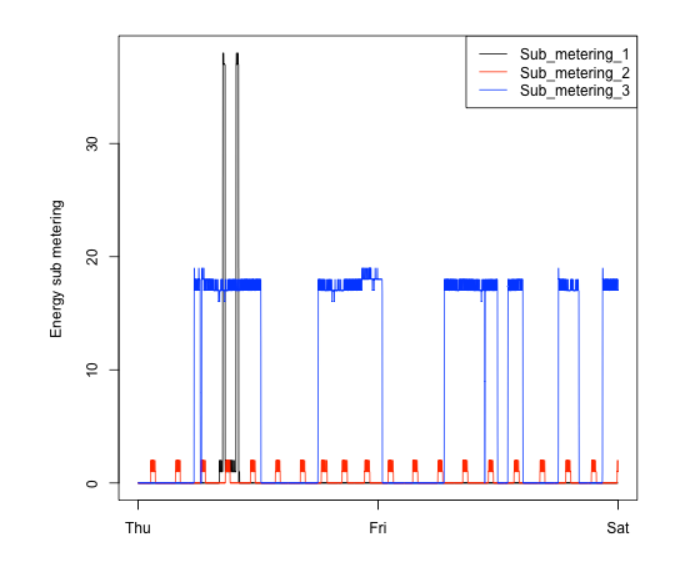 Sub_metering_1
Sub_metering_2
Sub_metering_3
Energy sub metering
30
20
10
0
Thu Fri Sat